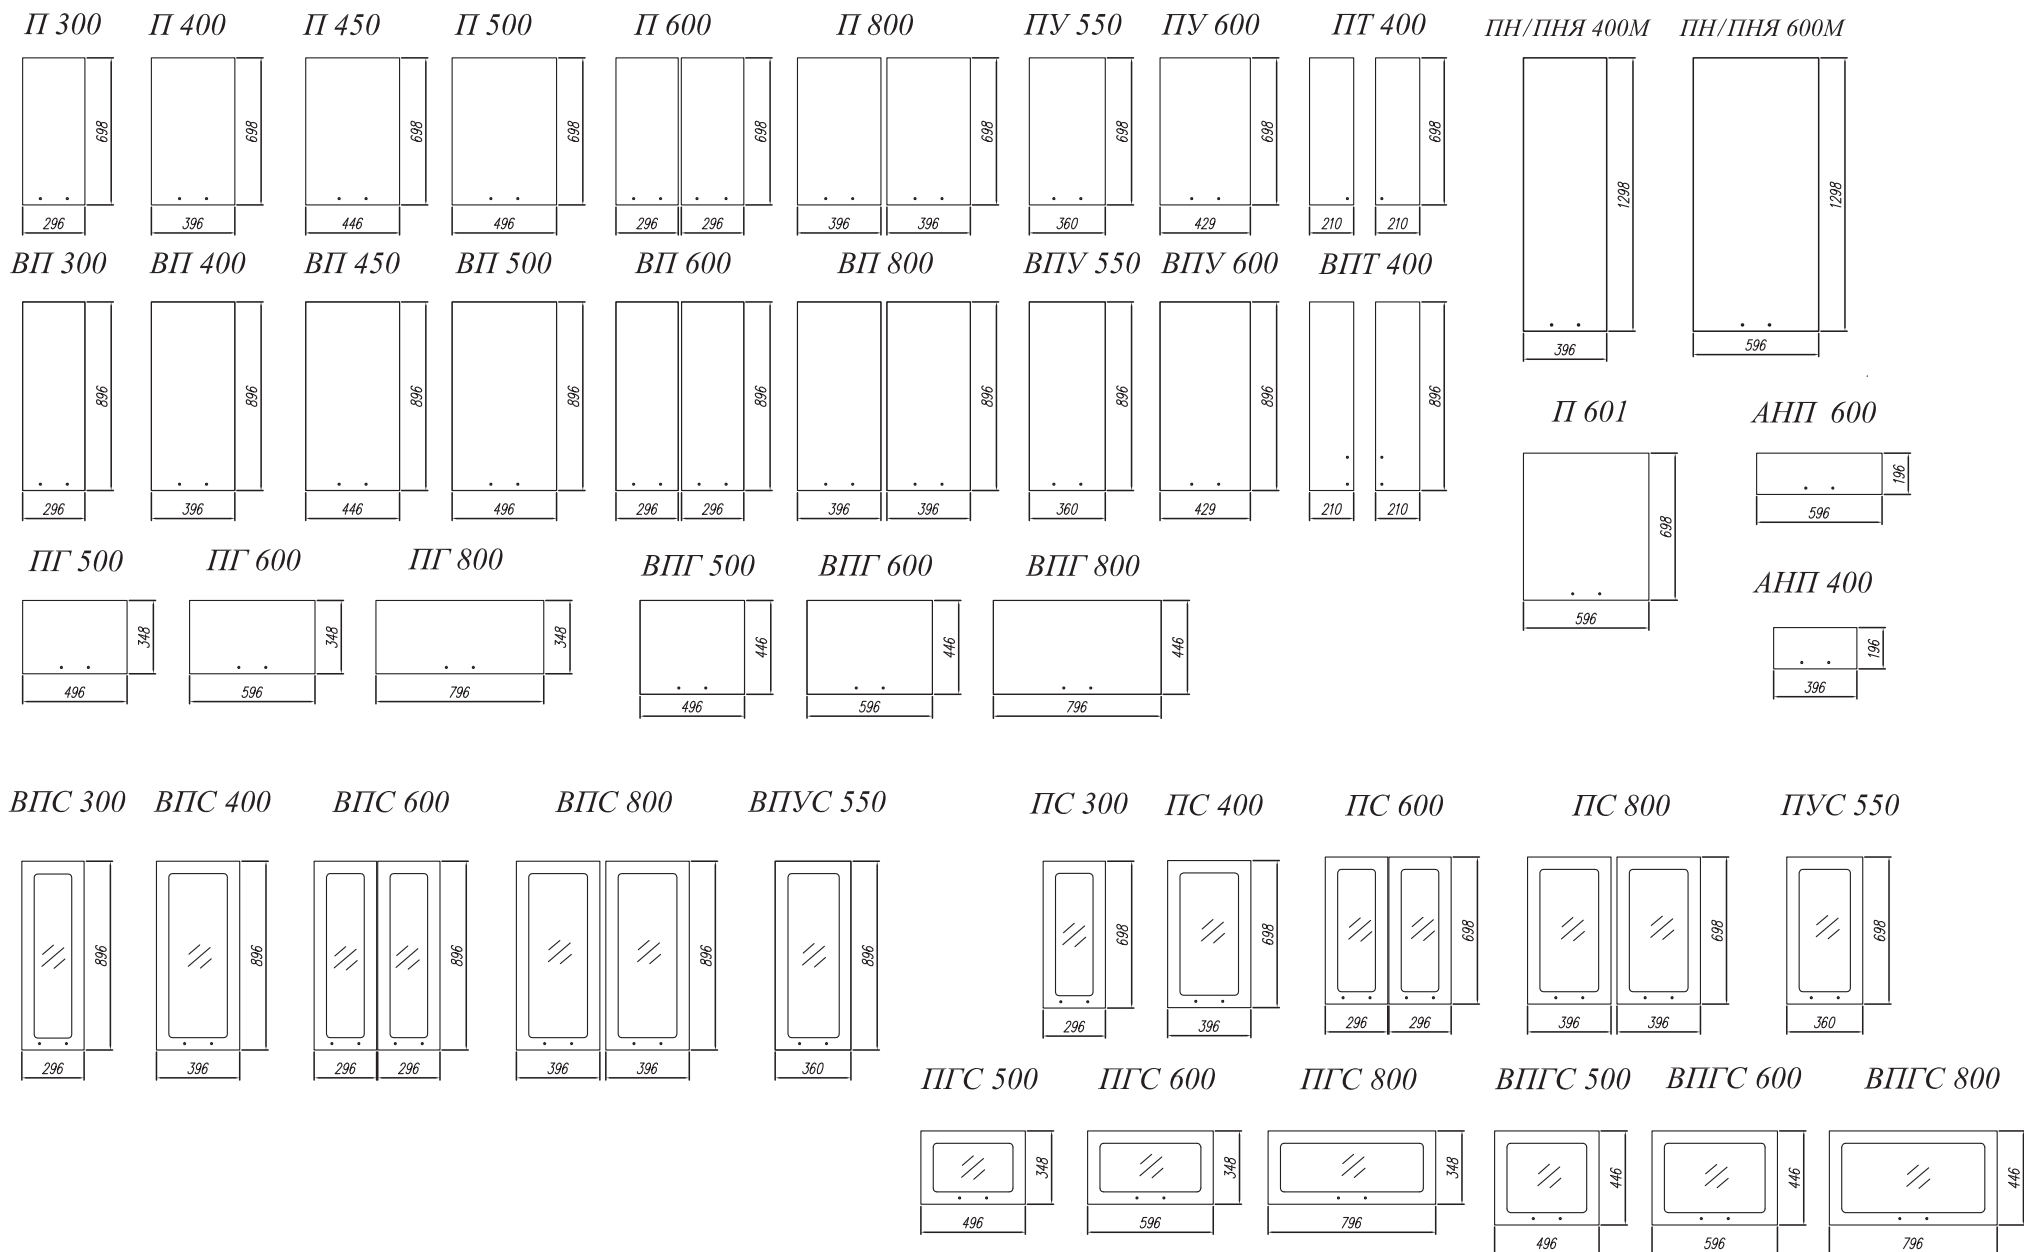 П 300 П 400 П 450 П 500 П 600 П 800 ПУ 550 ПУ 600 ПТ 400 ПН/ПНЯ 400М ПН/ПНЯ 600М
698 698 698 698 698 698 698 698 698 1298 1298
296 396 446 496 296 296 396 396 360 429 210 210
ВП 300 ВП 400 ВП 450 ВП 500 ВП 600 ВП 800 ВПУ 550 ВПУ 600 ВПТ 400
396 596
896 896 896 896 896 896 896 896 896
П 601 АНП 600
196
296 396 446 496 296 296 396 396 360 429 210 210 698 596
ПГ 500 ПГ 600 ПГ 800 ВПГ 500 ВПГ 600 ВПГ 800
АНП 400
348 348 348 446 446 446 596 196
496 596 796 496 596 796 396
ВПС 300 ВПС 400 ВПС 600 ВПС 800 ВПУС 550 ПС 300 ПС 400 ПС 600 ПС 800 ПУС 550
896 896 896 896 896 698 698 698 698 698
296 396 296 296 396 396 360 296 396 296 296 396 396 360
ПГС 500 ПГС 600 ПГС 800 ВПГС 500 ВПГС 600 ВПГС 800
348 348 348 446 446 446
496 596 796 496 596 796